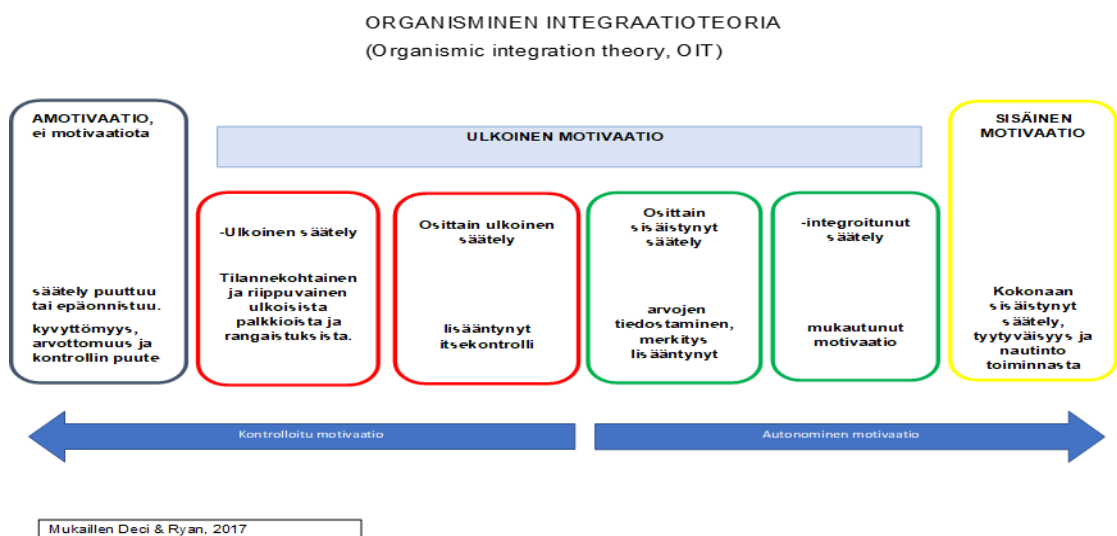 ORGANISMINEN INTEGRAATIOTEORIA
(Organismic integration theory, OIT)
AMOTIVAATIO,
ei motivaatiota
säätely puuttuu
tai epäonnistuu.
kyvyttömyys,
arvottomuus ja
kontrollin puute
ULKOINEN MOTIVAATIO
-Ulkoinen säätely
Tilannekohtainen
ja riippuvainen
ulkoisista
palkkioista ja
rangaistuksista.
Osittain ulkoinen
säätely
lisääntynyt
itsekontrolli
Osittain
sisäistynyt
säätely
arvojen
tiedostaminen,
merkitys
lisääntynyt
-integroitunut
säätely
mukautunut
motivaatio
SISÄINEN
MOTIVAATIO
Kokonaan
sisäistynyt
säätely,
tyytyväisyys ja
nautinto
toiminnasta
Kontrolloitu motivaatio
Autonominen motivaatio
Mukaillen Deci & Ryan, 2017